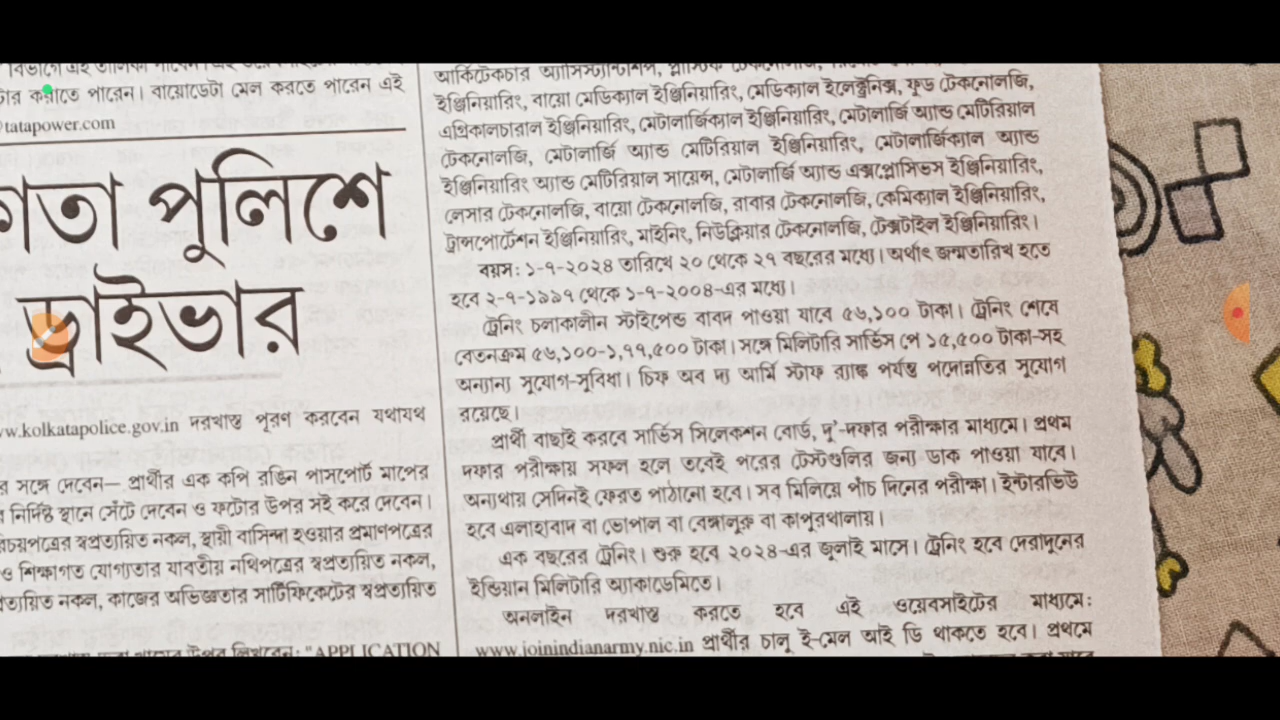 বিভাগে এই তালিকা পাবেন।
করাতে পারেন। বায়োডেটা মেল করতে পারেন এই
tatapower.com
পুলিশে
ড্রাইভার
www.kolkatapolice.gov.in দরখাস্ত পূরণ করবেন যথাযথ
সঙ্গে দেবেন— প্রার্থীর এক কপি রঙিন পাসপোর্ট মাপের
নির্দিষ্ট স্থানে সেঁটে দেবেন ও ফটোর উপর সই করে দেবেন।
স্বপ্রত্যয়িত নকল, স্থায়ী বাসিন্দা হওয়ার প্রমাণপত্রের
ও শিক্ষাগত যোগ্যতার যাবতীয় নথিপত্রের স্বপ্রত্যয়িত নকল,
নকল, কাজের অভিজ্ঞতার সার্টিফিকেটের স্বপ্রত্যয়িত
উপর লিখবেন: "APPLICATION
আর্কিটেকচার অ্যাসিস্ট্যান্টশিপ, প্লাস্টিক টেকনোলজি,
ইঞ্জিনিয়ারিং, বায়ো মেডিক্যাল ইঞ্জিনিয়ারিং, মেডিক্যাল ইলেক্ট্রনিক্স, ফুড টেকনোলজি,
এগ্রিকালচারাল ইঞ্জিনিয়ারিং, মেটালার্জিক্যাল ইঞ্জিনিয়ারিং, মেটালার্জি অ্যান্ড মেটিরিয়াল
টেকনোলজি, মেটালার্জি অ্যান্ড মেটিরিয়াল ইঞ্জিনিয়ারিং, মেটালার্জিক্যাল অ্যান্ড
ইঞ্জিনিয়ারিং অ্যান্ড মেটিরিয়াল সায়েন্স, মেটালার্জি অ্যান্ড এক্সপ্লোসিভস ইঞ্জিনিয়ারিং,
লেসার টেকনোলজি, বায়ো টেকনোলজি, রাবার টেকনোলজি, কেমিক্যাল ইঞ্জিনিয়ারিং,
ট্রান্সপোর্টেশন ইঞ্জিনিয়ারিং, মাইনিং, নিউক্লিয়ার টেকনোলজি, টেক্সটাইল ইঞ্জিনিয়ারিং।
বয়স: ১-৭-২০২৪ তারিখে ২০ থেকে ২৭ বছরের মধ্যে। অর্থাৎ জন্মতারিখ হতে
হবে ২-৭-১৯৯৭ থেকে ১-৭-২০০৪-এর মধ্যে।
ট্রেনিং চলাকালীন স্টাইপেন্ড বাবদ পাওয়া যাবে ৫৬,১০০ টাকা। ট্রেনিং শেষে
বেতনক্রম ৫৬,১০০-১,৭৭,৫০০ টাকা। সঙ্গে মিলিটারি সার্ভিস পে ১৫,৫০০ টাকা-সহ
অন্যান্য সুযোগ-সুবিধা। চিফ অব দ্য আর্মি স্টাফ র‍্যাঙ্ক পর্যন্ত পদোন্নতির সুযোগ
রয়েছে।
প্রার্থী বাছাই করবে সার্ভিস সিলেকশন বোর্ড, দু'-দফার পরীক্ষার মাধ্যমে। প্রথম
দফার পরীক্ষায় সফল হলে তবেই পরের টেস্টগুলির জন্য ডাক পাওয়া যাবে।
অন্যথায় সেদিনই ফেরত পাঠানো হবে। সব মিলিয়ে পাঁচ দিনের পরীক্ষা। ইন্টারভিউ
হবে এলাহাবাদ বা ভোপাল বা বেঙ্গালুরু বা কাপুরথালায়।
এক বছরের ট্রেনিং। শুরু হবে ২০২৪-এর জুলাই মাসে। ট্রেনিং হবে দেরাদুনের
ইন্ডিয়ান মিলিটারি অ্যাকাডেমিতে।
অনলাইন দরখাস্ত করতে হবে এই ওয়েবসাইটের মাধ্যমে:
www.joinindianarmy.nic.in প্রার্থীর চালু ই-মেল আই ডি থাকতে হবে। প্রথমে